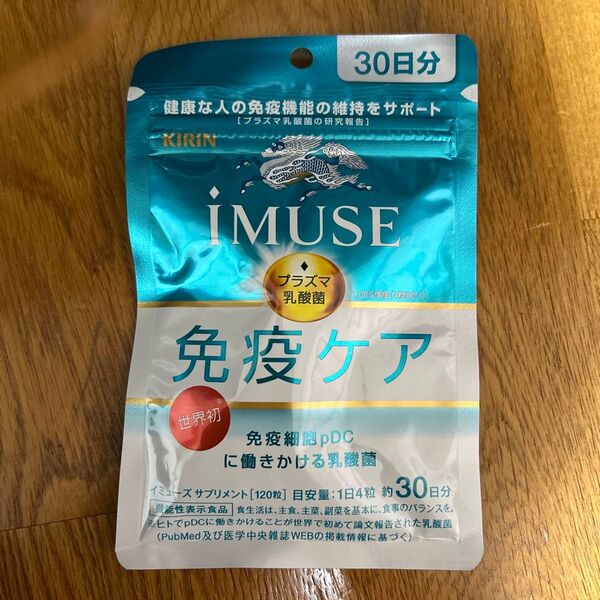 30日分
健康な人の免疫機能の維持をサポート
[プラズマ乳酸菌の研究報告]
KIRIN
iMUSE
プラズマ
乳酸菌
免疫ケア
世界初※
免疫細胞pDC
に働きかける乳酸菌
イミューズ サプリメント [120粒] 目安量:1日4粒 約30日分
機能性表示食品 食生活は、主食、主菜、副菜を基本に、食事のバランスを。
※ヒトでpDCに働きかけることが世界で初めて論文報告された乳酸菌
(PubMed及び医学中央雑誌WEBの掲載情報に基づく)